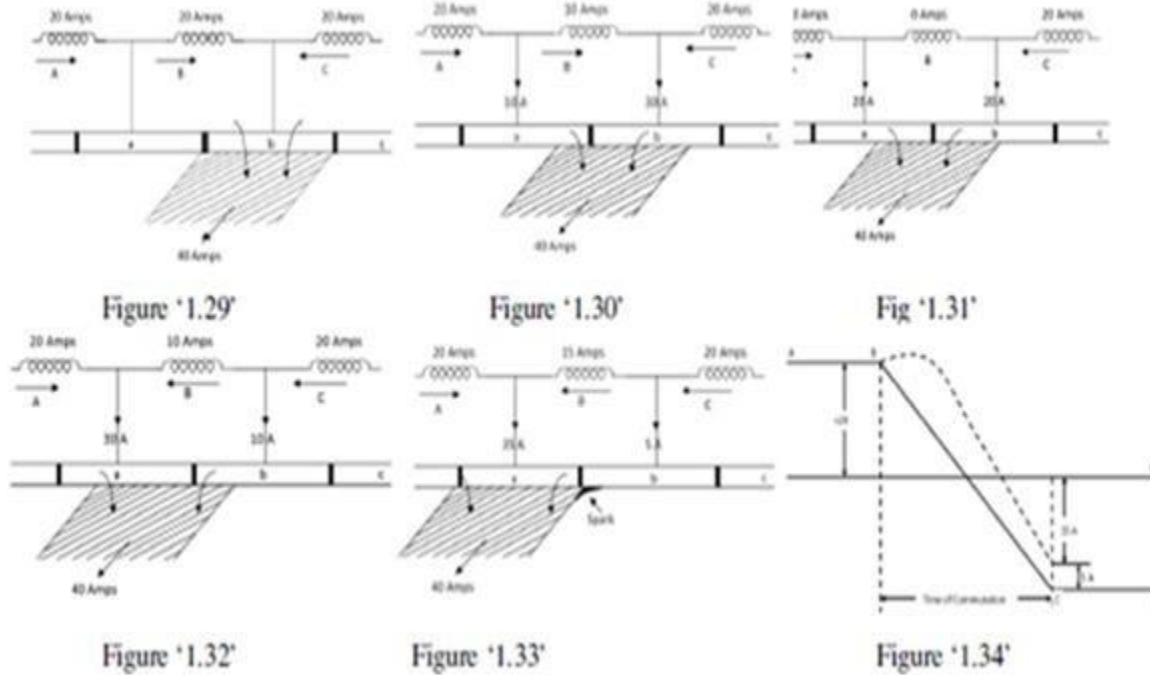 20 Amps 20 Amps 20 Amps
A B C
a b
40 Amps
Figure '1.29'
20 Amps 10 Amps 20 Amps
A B C
10 A 30 A
a b c
40 Amps
Figure '1.30'
0 Amps 20 Amps
B C
20 A 20 A
a b c
40 Amps
Fig '1.31'
20 Amps 10 Amps 20 Amps
A B C
30 A 10 A
a b c
40 Amps
Figure '1.32'
20 Amps 15 Amps 20 Amps
A B C
35 A 5 A
a b c
Spark
40 Amps
Figure '1.33'
A B
5 A
Time of Commutation C
Figure '1.34'